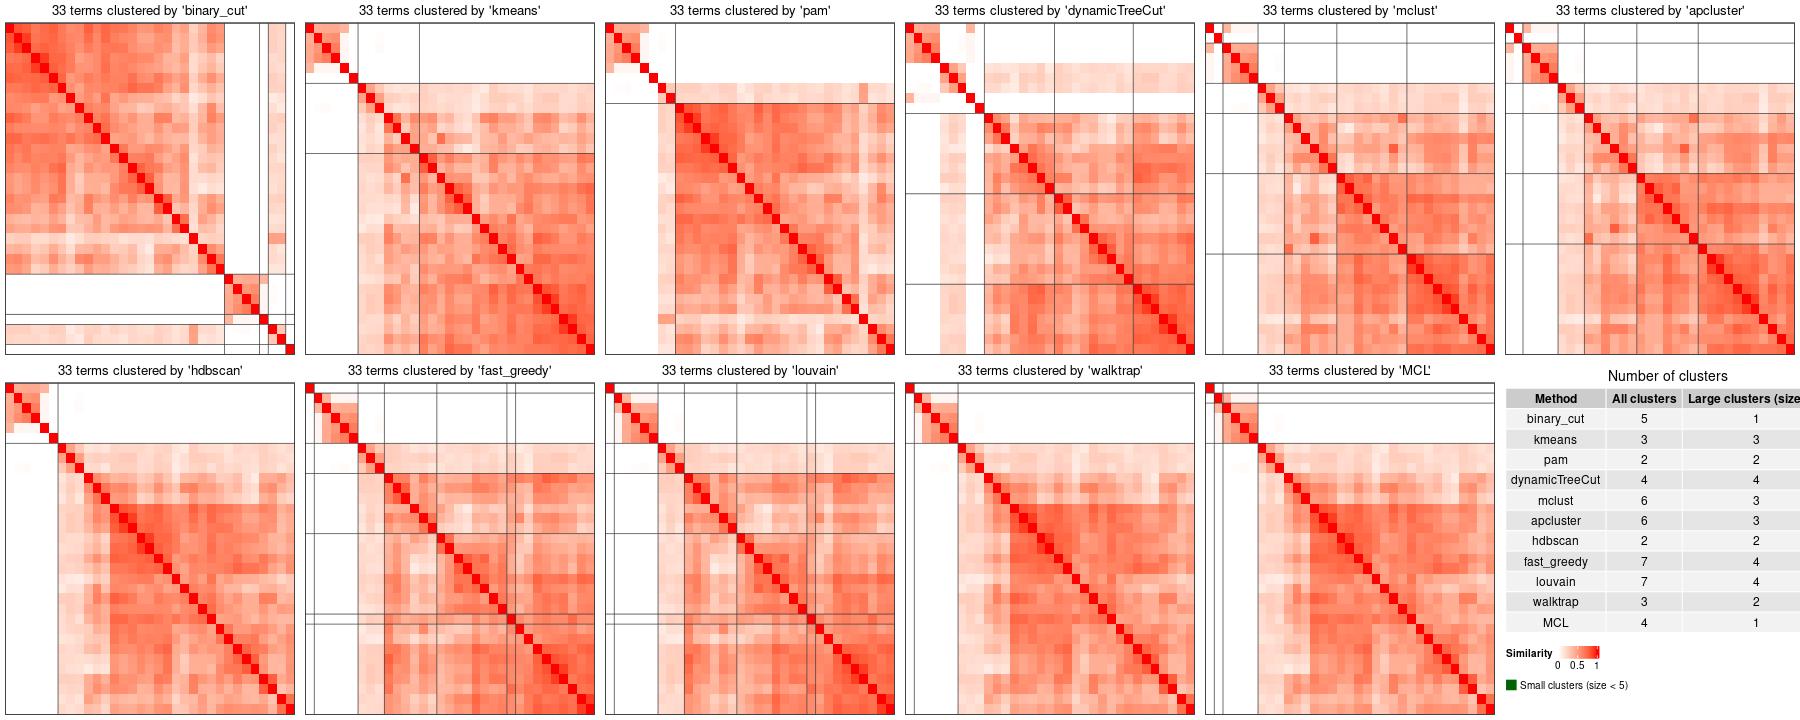 33 terms clustered by 'binary_cut'
33 terms clustered by 'kmeans'
33 terms clustered by 'pam'
33 terms clustered by 'dynamicTreeCut'
33 terms clustered by 'mclust'
33 terms clustered by 'apcluster'
33 terms clustered by 'hdbscan'
33 terms clustered by 'fast_greedy'
33 terms clustered by 'louvain'
33 terms clustered by 'walktrap'
33 terms clustered by 'MCL'
Number of clusters
Method All clusters Large clusters (size
binary_cut 5 1
kmeans 3 3
pam 2 2
dynamicTreeCut 4 4
mclust 6 3
apcluster 6 3
hdbscan 2 2
fast_greedy 7 4
louvain 7 4
walktrap 3 2
MCL 4 1
Similarity
0 0.5 1
Small clusters (size < 5)